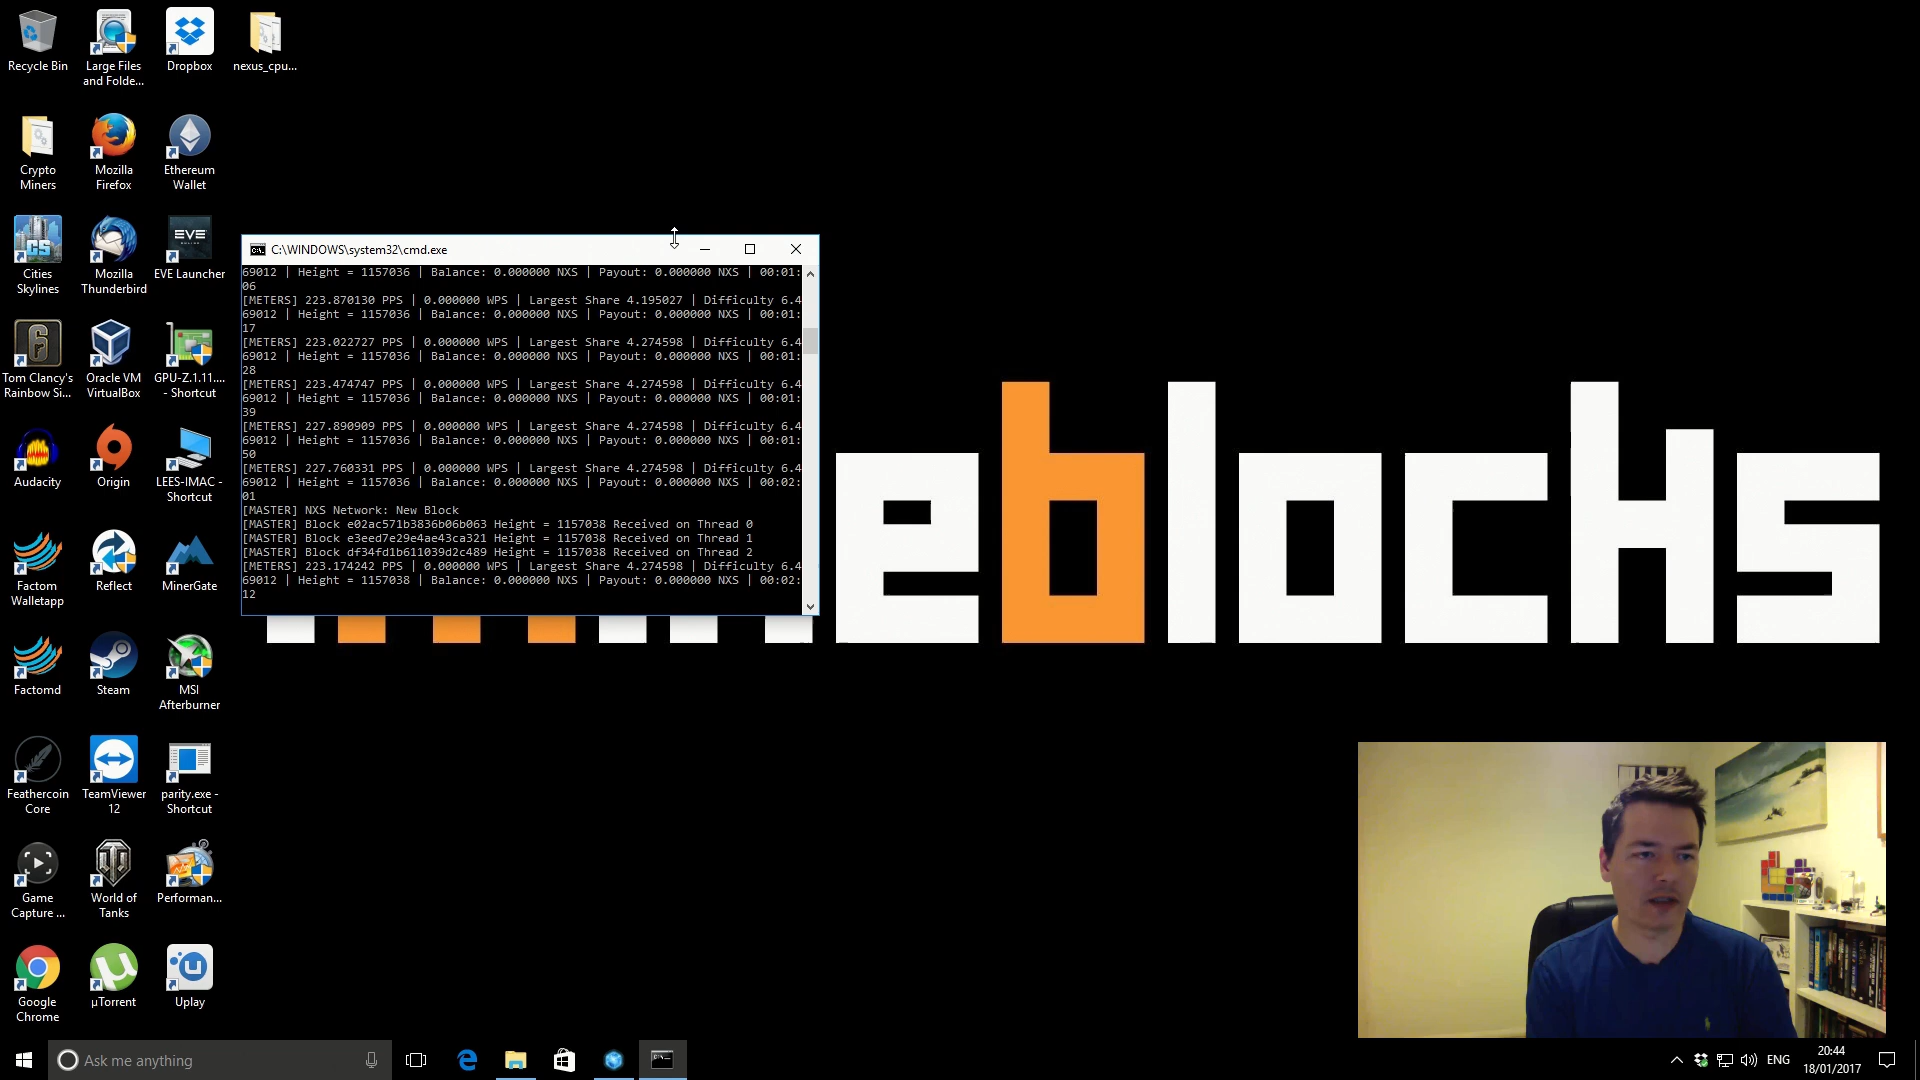 Recycle Bin
Large Files
and Folde...
Dropbox
nexus_cpu...
Crypto
Miners
Mozilla
Firefox
Ethereum
Wallet
Cities
Skylines
Mozilla
Thunderbird
EVE
EVE Launcher
Tom Clancy's
Rainbow Si...
Oracle VM
VirtualBox
GPU-Z.1.11....
- Shortcut
Audacity
Origin
LEES-IMAC -
Shortcut
Factom
Walletapp
Reflect
MinerGate
Factomd
Steam
MSI
Afterburner
Feathercoin
Core
TeamViewer
12
parity.exe -
Shortcut
Game
Capture ...
World of
Tanks
Performan...
Google
Chrome
µTorrent
Uplay
C:\WINDOWS\system32\cmd.exe
69012 | Height = 1157036 | Balance: 0.000000 NXS | Payout: 0.000000 NXS | 00:01:
06
[METERS] 223.870130 PPS | 0.000000 WPS | Largest Share 4.195027 | Difficulty 6.4
69012 | Height = 1157036 | Balance: 0.000000 NXS | Payout: 0.000000 NXS | 00:01:
17
[METERS] 223.022727 PPS | 0.000000 WPS | Largest Share 4.274598 | Difficulty 6.4
69012 | Height = 1157036 | Balance: 0.000000 NXS | Payout: 0.000000 NXS | 00:01:
28
[METERS] 223.474747 PPS | 0.000000 WPS | Largest Share 4.274598 | Difficulty 6.4
69012 | Height = 1157036 | Balance: 0.000000 NXS | Payout: 0.000000 NXS | 00:01:
39
[METERS] 227.890909 PPS | 0.000000 WPS | Largest Share 4.274598 | Difficulty 6.4
69012 | Height = 1157036 | Balance: 0.000000 NXS | Payout: 0.000000 NXS | 00:01:
50
[METERS] 227.760331 PPS | 0.000000 WPS | Largest Share 4.274598 | Difficulty 6.4
69012 | Height = 1157036 | Balance: 0.000000 NXS | Payout: 0.000000 NXS | 00:02:
01
[MASTER] NXS Network: New Block
[MASTER] Block e02ac571b3836b06b063 Height = 1157038 Received on Thread 0
[MASTER] Block e3eed7e29e4ae43ca321 Height = 1157038 Received on Thread 1
[MASTER] Block df34fd1b611039d2c489 Height = 1157038 Received on Thread 2
[METERS] 223.174242 PPS | 0.000000 WPS | Largest Share 4.274598 | Difficulty 6.4
69012 | Height = 1157038 | Balance: 0.000000 NXS | Payout: 0.000000 NXS | 00:02:
12
eblocks
Ask me anything
ENG
20:44
18/01/2017